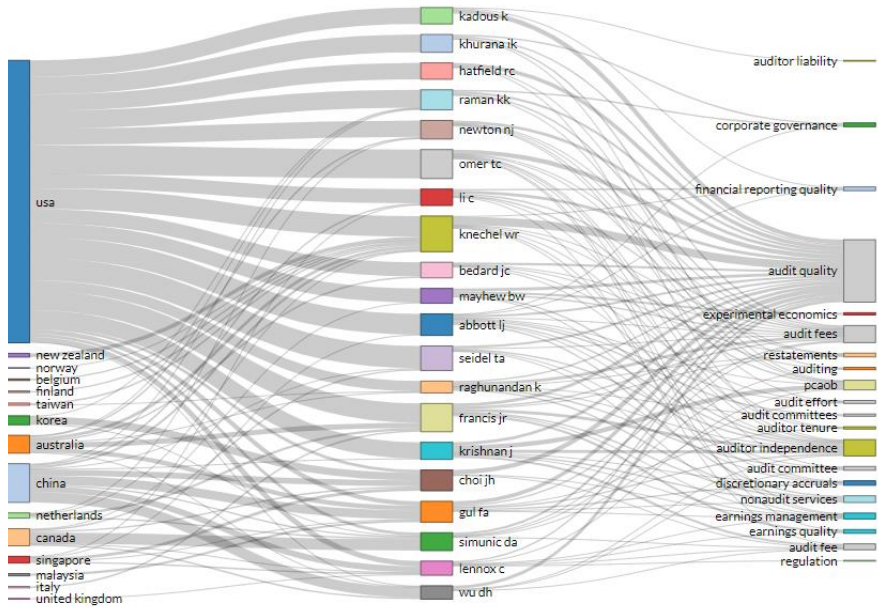 usa
new zealand
norway
belgium
finland
taiwan
korea
australia
china
netherlands
canada
singapore
malaysia
italy
united kingdom
kadous k
khurana ik
hatfield rc
raman kk
newton nj
omer tc
li c
knechel wr
bedard jc
mayhew bw
abbott lj
seidel ta
raghunandan k
francis jr
krishnan j
choi jh
gul fa
simunic da
lennox c
wu dh
auditor liability
corporate governance
financial reporting quality
audit quality
experimental economics
audit fees
restatements
auditing
pcaob
audit effort
audit committees
auditor tenure
auditor independence
audit committee
discretionary accruals
nonaudit services
earnings management
earnings quality
audit fee
regulation